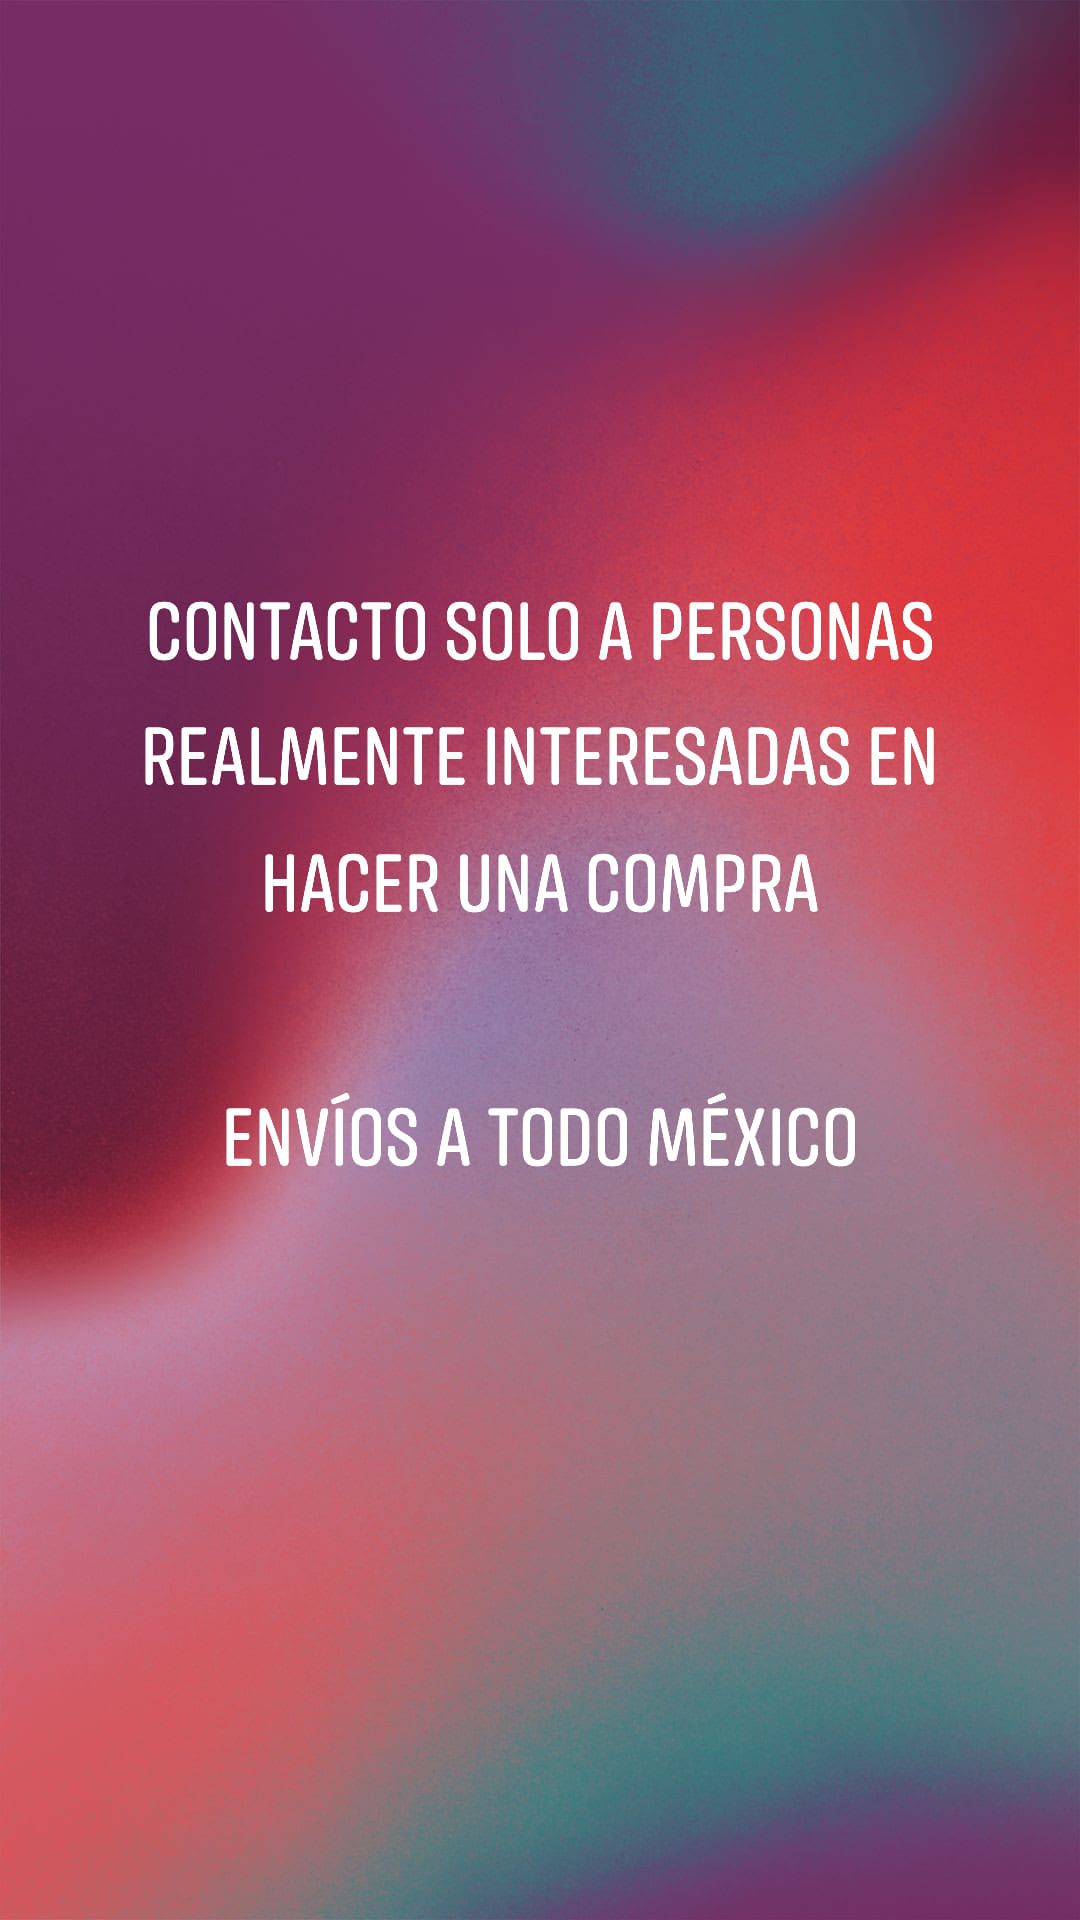 CONTACTO SOLO A PERSONAS
REALMENTE INTERESADAS EN
HACER UNA COMPRA
ENVÍOS A TODO MÉXICO